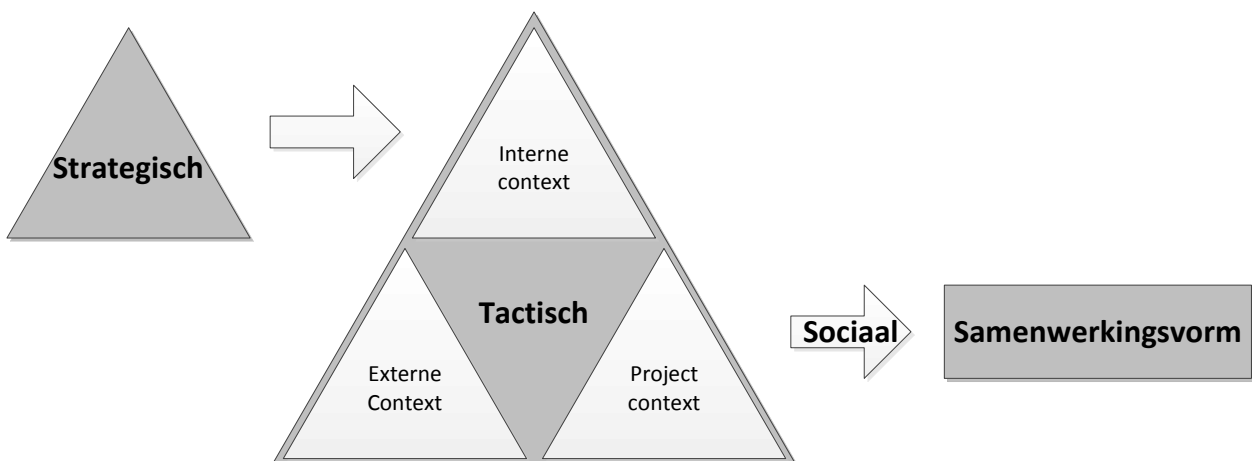 Strategisch
Interne
context
Tactisch
Externe
Context
Project
context
Sociaal
Samenwerkingsvorm